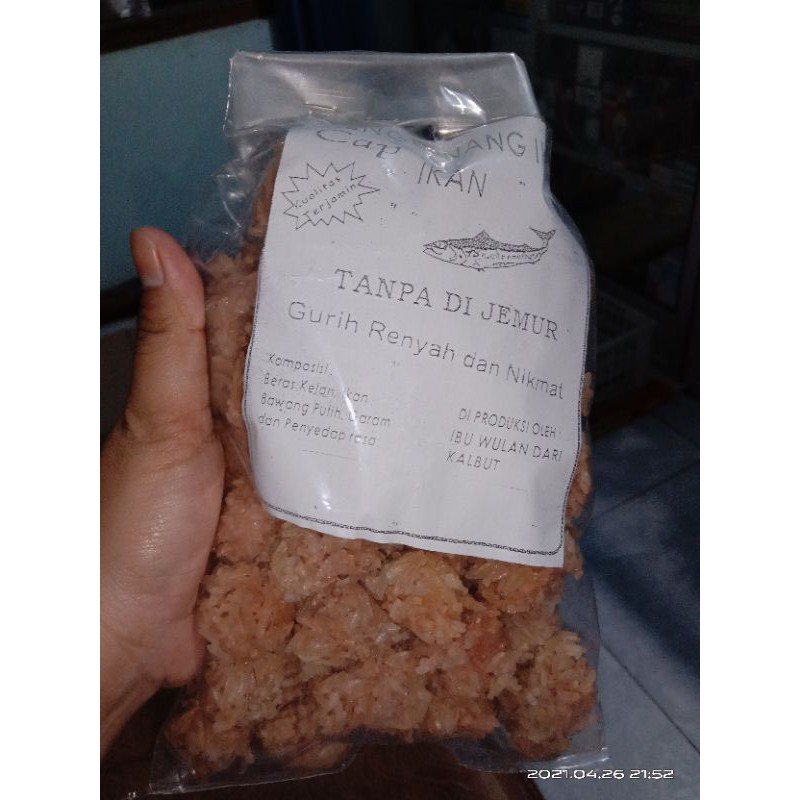 Cap
IKAN
Kualitas
Terjamin
TANPA DI JEMUR
Gurih Renyah dan Nikmat
Komposisi
Beras, Ketan, Ikan
Bawang Putih, Garam
dan Penyedap rasa
DI PRODUKSI OLEH
IBU WULAN DARI
KALBUT
2021.04.26 21:52